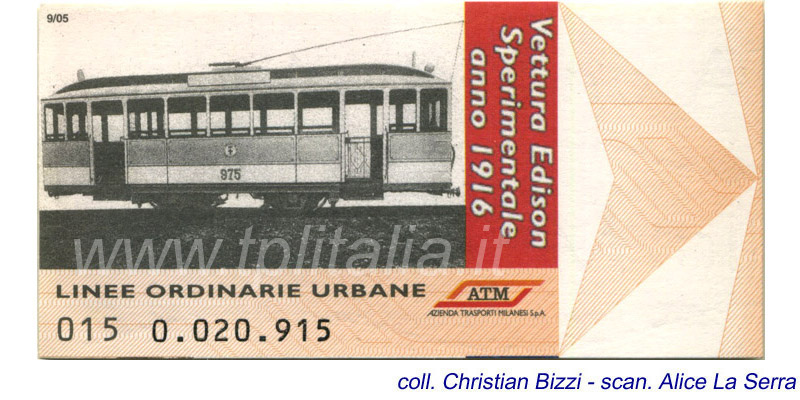 9/05
Vettura Edison
Sperimentale
anno 1916
975
www.tplitalia.it
LINEE ORDINARIE URBANE
ATM
AZIENDA TRASPORTI MILANESI S.p.A.
015 0.020.915
coll. Christian Bizzi - scan. Alice La Serra